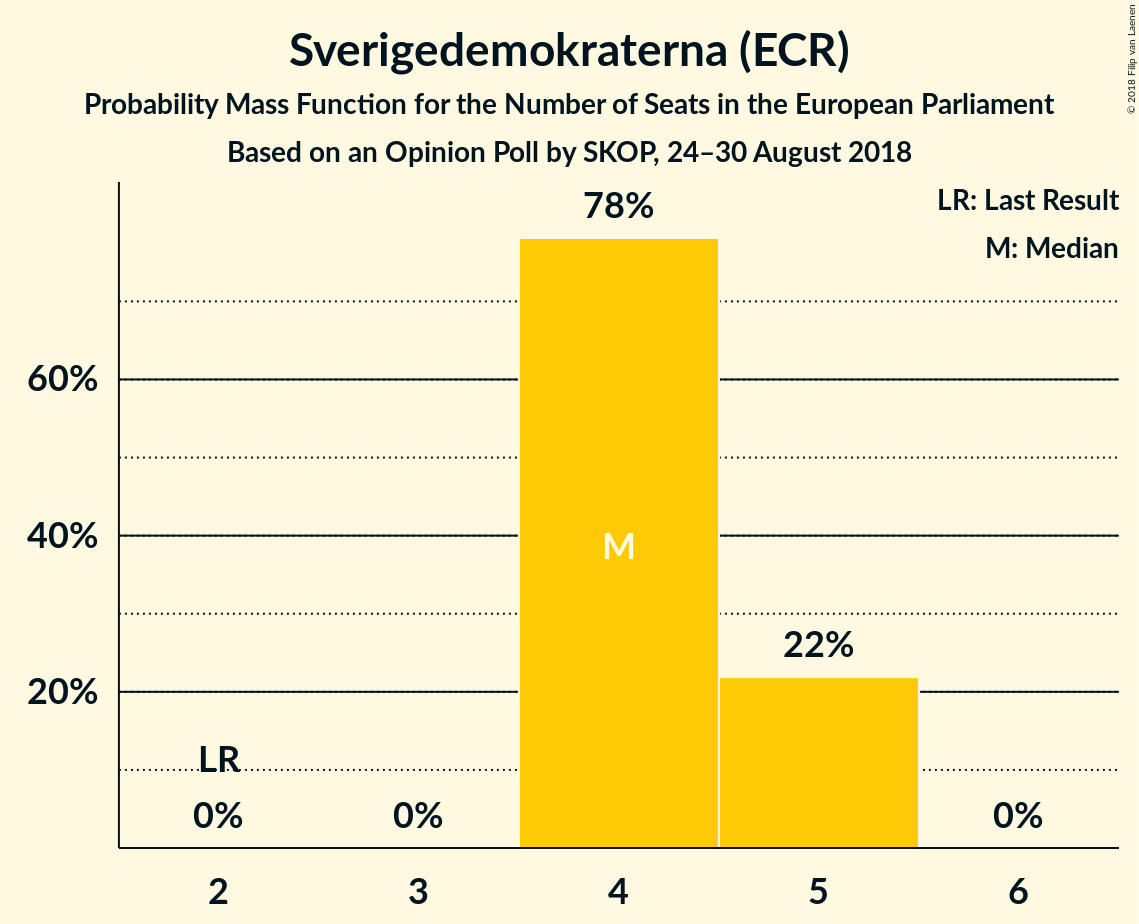 Sverigedemokraterna (ECR)
Probability Mass Function for the Number of Seats in the European Parliament
Based on an Opinion Poll by SKOP, 24–30 August 2018
© 2018 Filip van Laenen
LR: Last Result
M: Median
78%
60%
40%
M
22%
20%
LR
0%
0%
0%
2
3
4
5
6